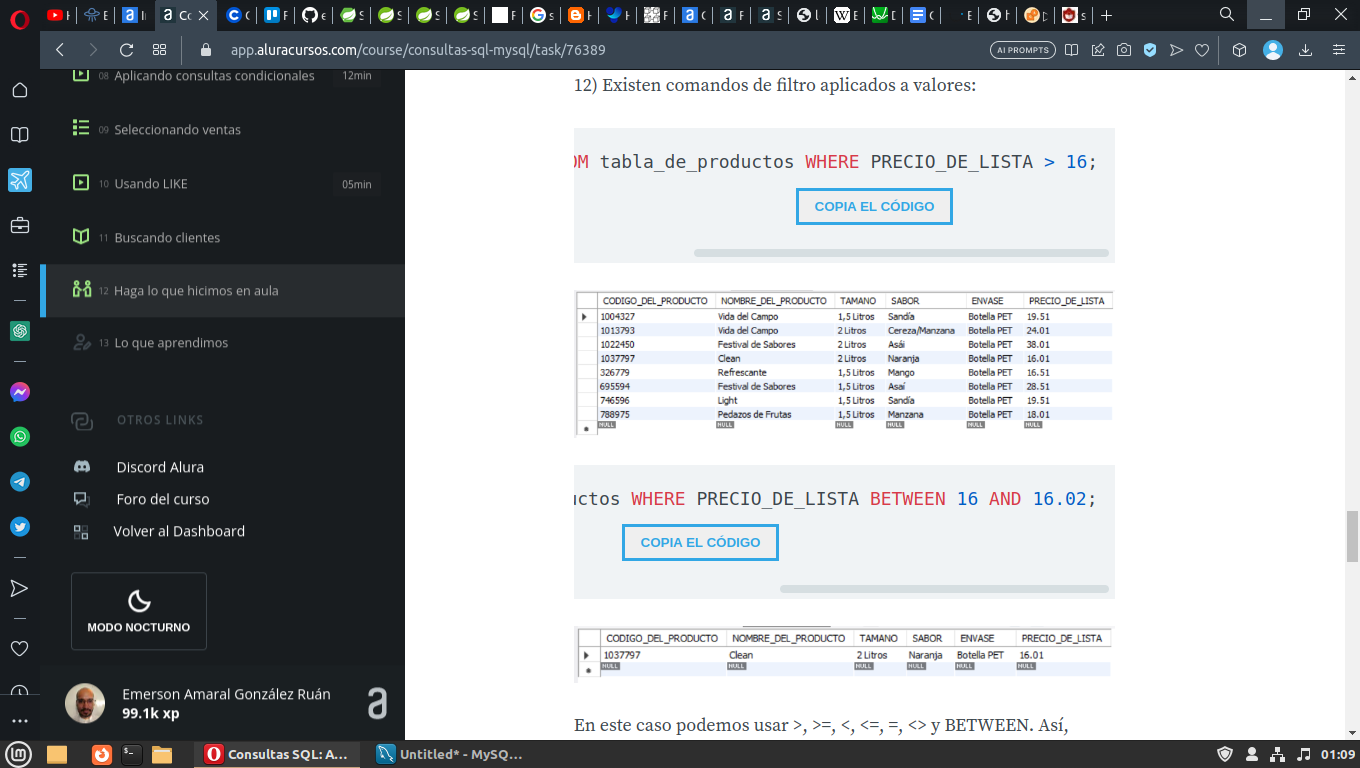 app.aluracursos.com/course/consultas-sql-mysql/task/76389
AI PROMPTS
08 Aplicando consultas condicionales 12min
09 Seleccionando ventas
10 Usando LIKE 05min
11 Buscando clientes
12 Haga lo que hicimos en aula
13 Lo que aprendimos
OTROS LINKS
Discord Alura
Foro del curso
Volver al Dashboard
MODO NOCTURNO
Emerson Amaral González Ruán
99.1k xp
12) Existen comandos de filtro aplicados a valores:
OM tabla_de_productos WHERE PRECIO_DE_LISTA > 16;
COPIA EL CÓDIGO
CODIGO_DEL_PRODUCTO NOMBRE_DEL_PRODUCTO TAMANO SABOR ENVASE PRECIO_DE_LISTA
1004327 Vida del Campo 1,5 Litros Sandía Botella PET 19.51
1013793 Vida del Campo 2 Litros Cereza/Manzana Botella PET 24.01
1022450 Festival de Sabores 2 Litros Asái Botella PET 38.01
1037797 Clean 2 Litros Naranja Botella PET 16.01
326779 Refrescante 1,5 Litros Mango Botella PET 16.51
695594 Festival de Sabores 1,5 Litros Asaí Botella PET 28.51
746596 Light 1,5 Litros Sandía Botella PET 19.51
788975 Pedazos de Frutas 1,5 Litros Manzana Botella PET 18.01
NULL NULL NULL NULL NULL NULL
uctos WHERE PRECIO_DE_LISTA BETWEEN 16 AND 16.02;
COPIA EL CÓDIGO
CODIGO_DEL_PRODUCTO NOMBRE_DEL_PRODUCTO TAMANO SABOR ENVASE PRECIO_DE_LISTA
1037797 Clean 2 Litros Naranja Botella PET 16.01
NULL NULL NULL NULL NULL NULL
En este caso podemos usar >, >=, <, <=, =, <> y BETWEEN. Así,
Consultas SQL: A...
Untitled* - MySQ...
01:09